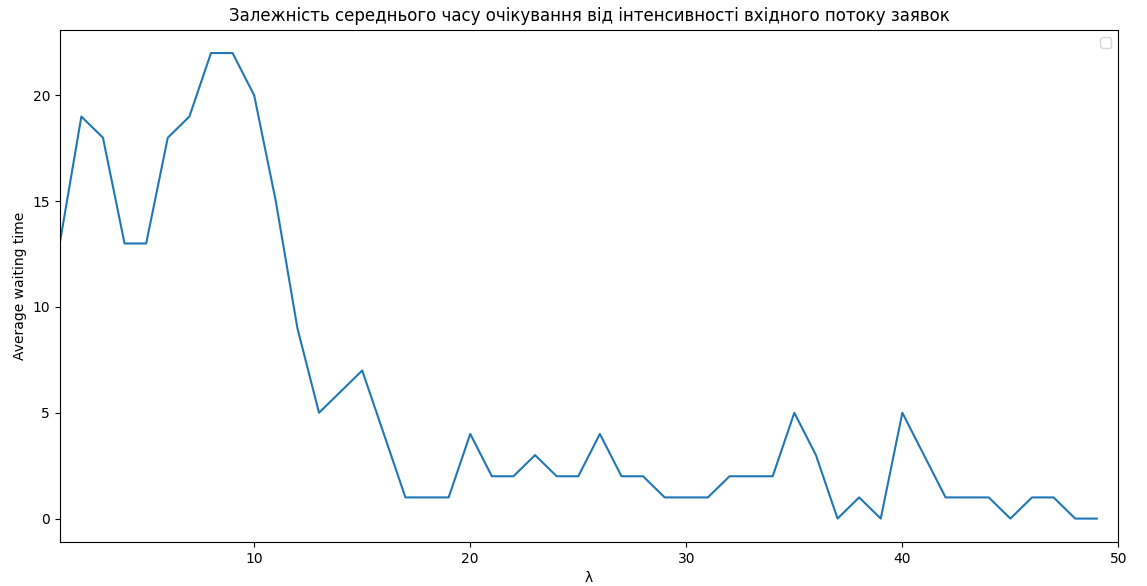 Залежність середнього часу очікування від інтенсивності вхідного потоку заявок
Average waiting time
20
15
10
5
0
10 20 30 40 50
λ